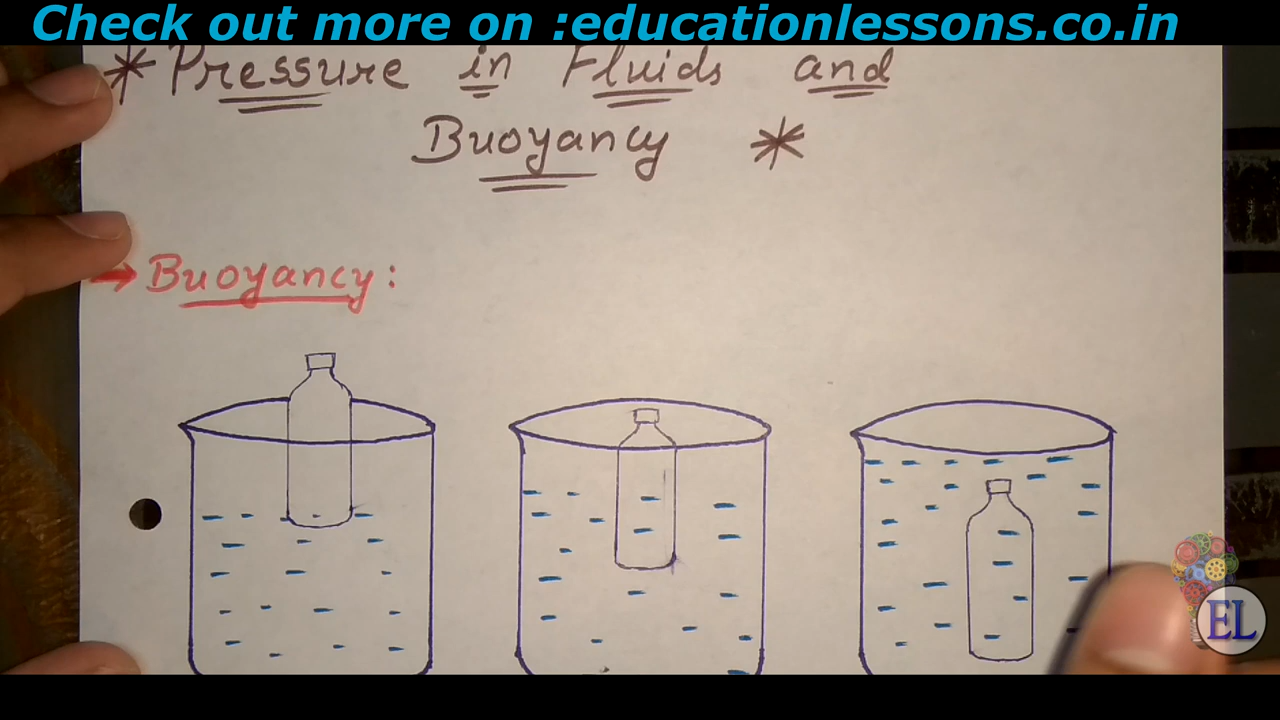 Check out more on :educationlessons.co.in
* Pressure in Fluids and
Buoyancy *
→ Buoyancy:
EL